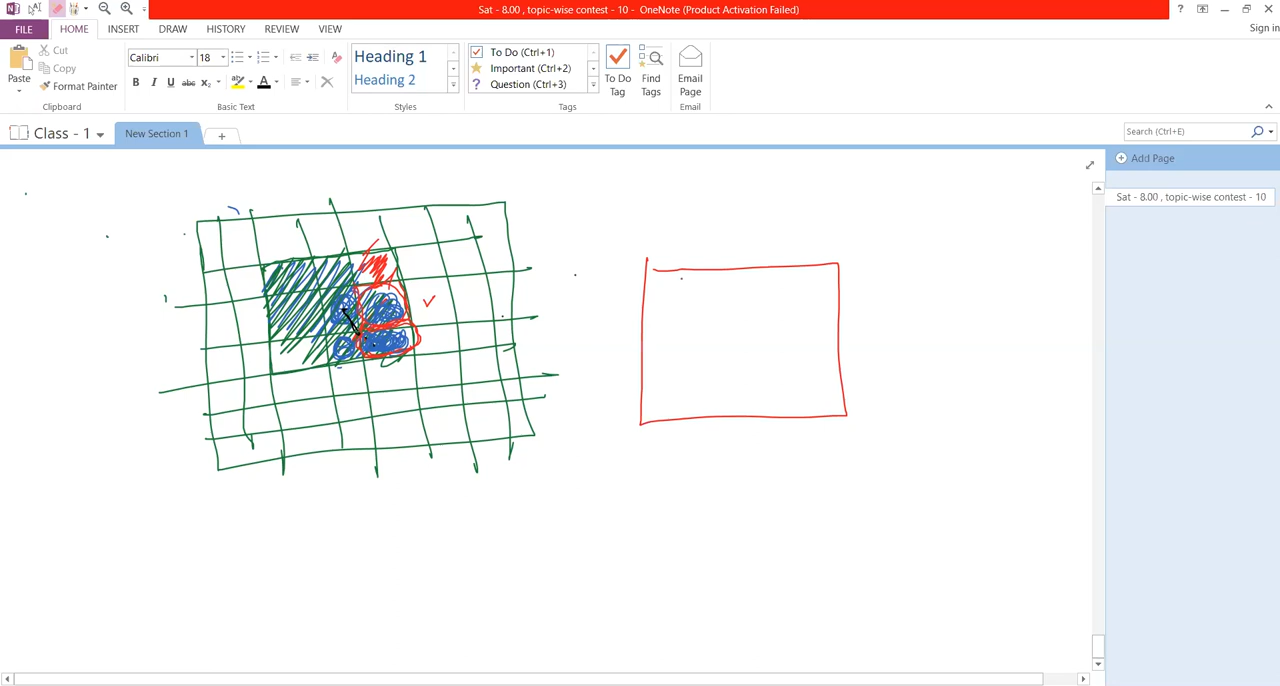 Sat - 8.00 , topic-wise contest - 10 - OneNote (Product Activation Failed)
?
FILE HOME INSERT DRAW HISTORY REVIEW VIEW
Sign in
Paste
Cut
Copy
Format Painter
Clipboard
Calibri 18
B I U abc X₂ A
Basic Text
Heading 1
Heading 2
Styles
To Do (Ctrl+1)
Important (Ctrl+2)
? Question (Ctrl+3)
To Do
Tag
Find
Tags
Tags
Email
Page
Email
Class - 1
New Section 1
Search (Ctrl+E)
Add Page
Sat - 8.00 , topic-wise contest - 10